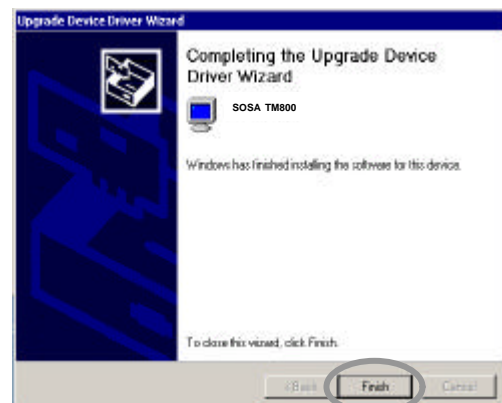 Upgrade Device Driver Wizard
Completing the Upgrade Device
Driver Wizard
SOSA TM800
Windows has finished installing the software for this device.
To close this wizard, click Finish.
< Back Finish Cancel